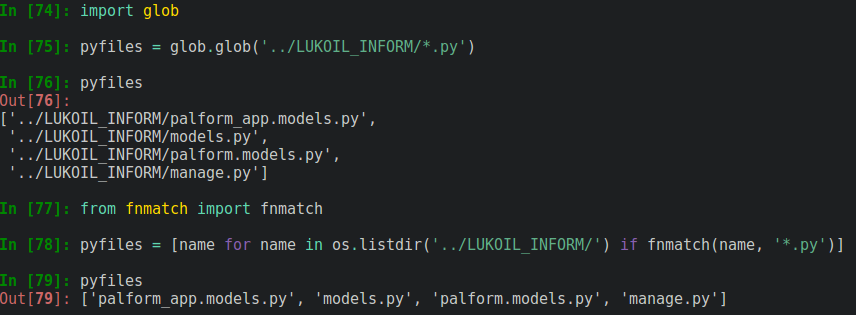 In [74]: import glob
In [75]: pyfiles = glob.glob('../LUKOIL_INFORM/*.py')
In [76]: pyfiles
Out[76]:
['../LUKOIL_INFORM/palform_app.models.py',
 '../LUKOIL_INFORM/models.py',
 '../LUKOIL_INFORM/palform.models.py',
 '../LUKOIL_INFORM/manage.py']
In [77]: from fnmatch import fnmatch
In [78]: pyfiles = [name for name in os.listdir('../LUKOIL_INFORM/') if fnmatch(name, '*.py')]
In [79]: pyfiles
Out[79]: ['palform_app.models.py', 'models.py', 'palform.models.py', 'manage.py']